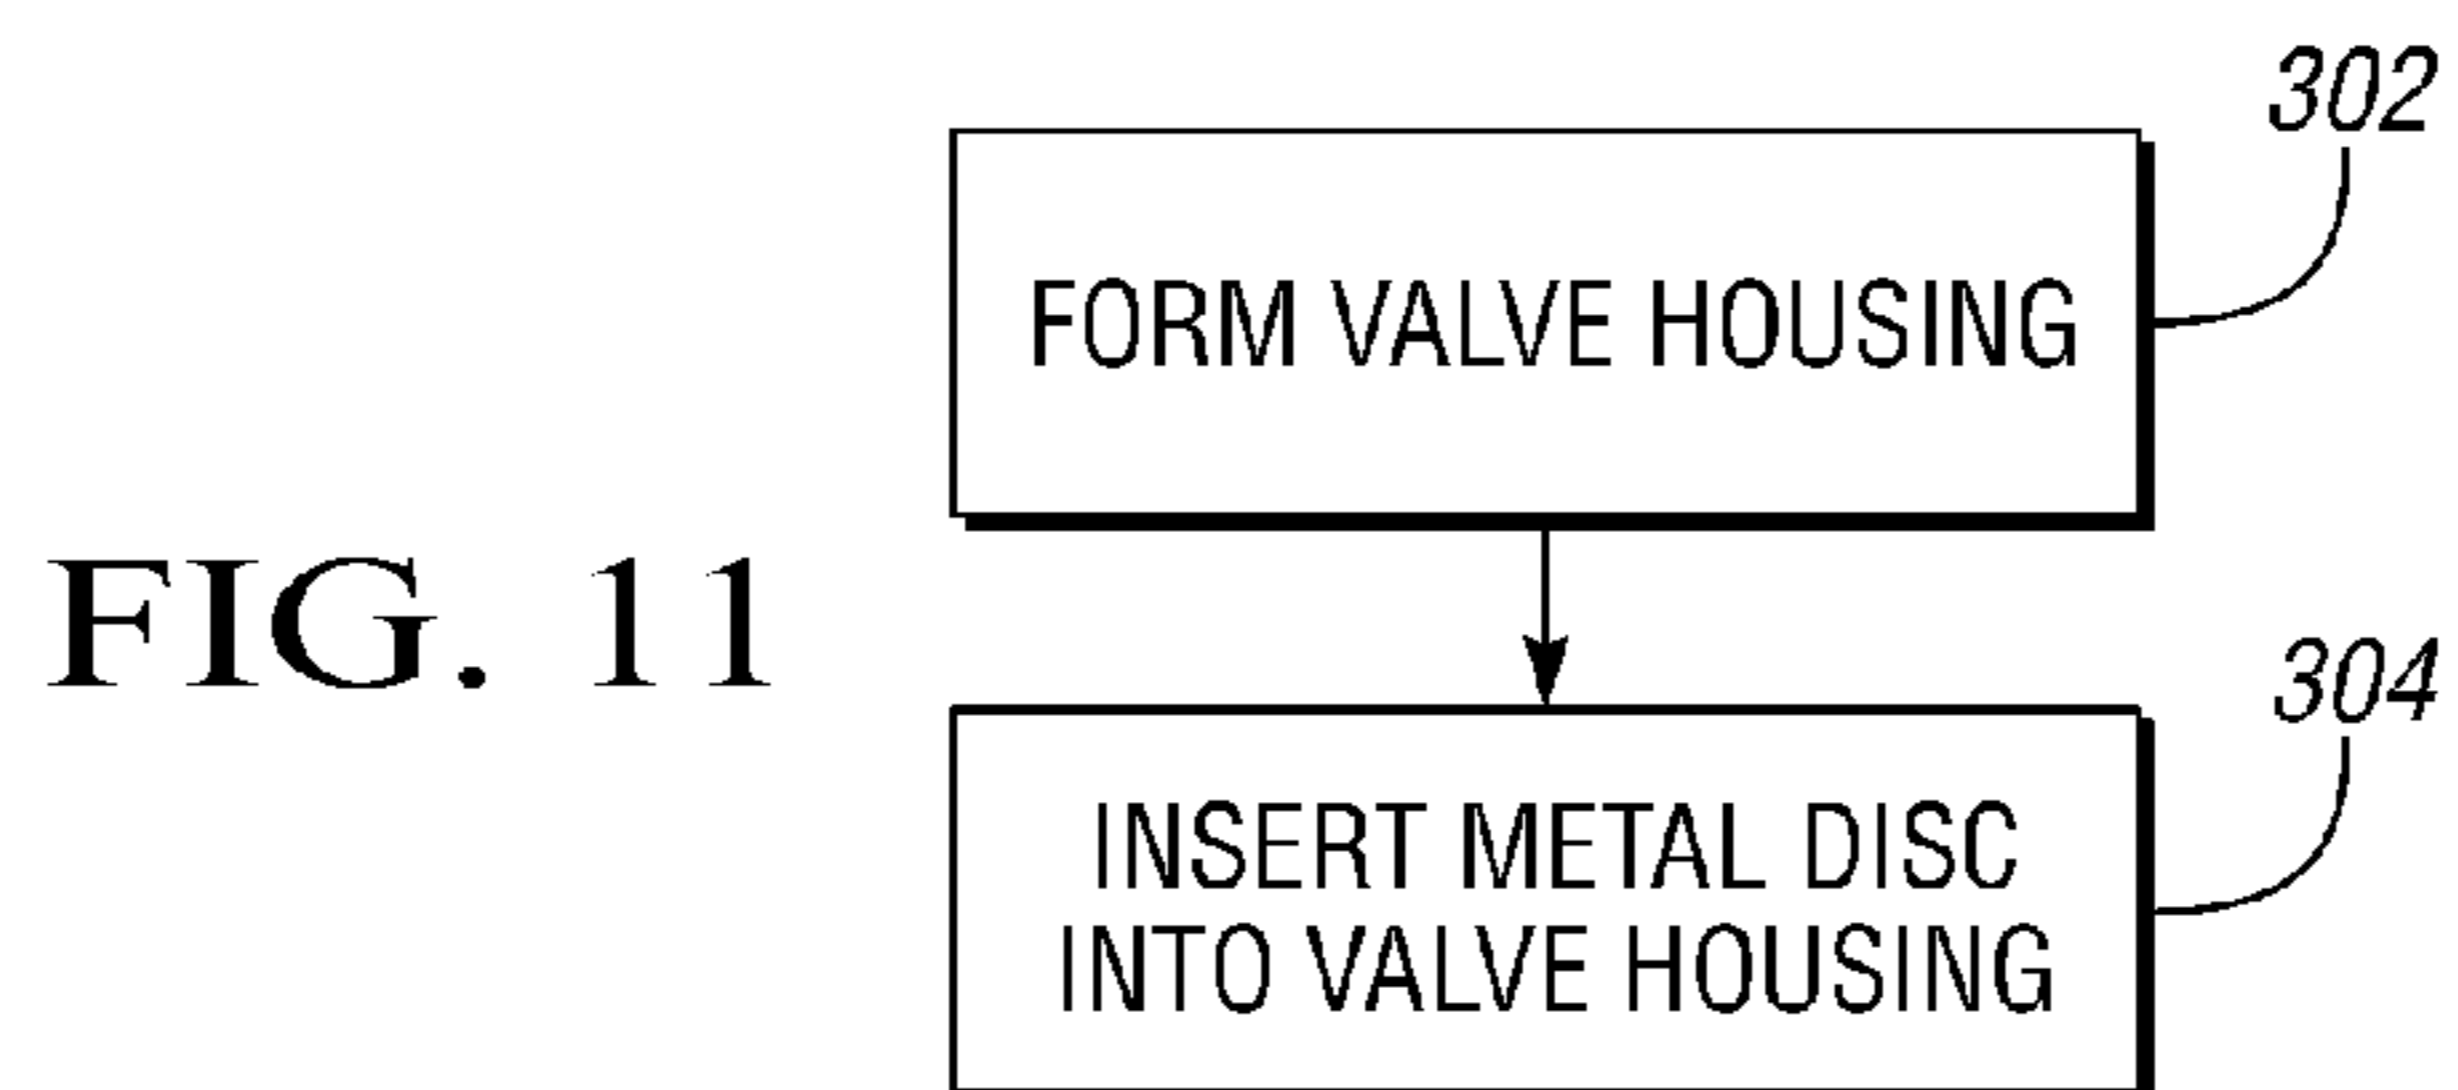 302
FORM VALVE HOUSING
FIG. 11
304
INSERT METAL DISC
INTO VALVE HOUSING